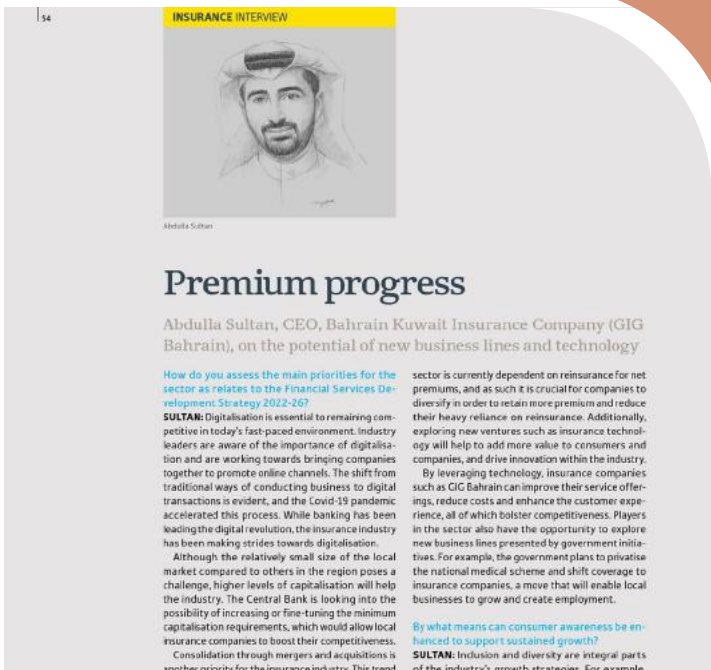 54
INSURANCE INTERVIEW
Abdulla Sultan
Premium progress
Abdulla Sultan, CEO, Bahrain Kuwait Insurance Company (GIG
Bahrain), on the potential of new business lines and technology
How do you assess the main priorities for the
sector as relates to the Financial Services De-
velopment Strategy 2022-26?
SULTAN: Digitalisation is essential to remaining com-
petitive in today's fast-paced environment. Industry
leaders are aware of the importance of digitalisa-
tion and are working towards bringing companies
together to promote online channels. The shift from
traditional ways of conducting business to digital
transactions is evident, and the Covid-19 pandemic
accelerated this process. While banking has been
leading the digital revolution, the insurance industry
has been making strides towards digitalisation.
Although the relatively small size of the local
market compared to others in the region poses a
challenge, higher levels of capitalisation will help
the industry. The Central Bank is looking into the
possibility of increasing or fine-tuning the minimum
capitalisation requirements, which would allow local
insurance companies to boost their competitiveness.
Consolidation through mergers and acquisitions is
another priority for the insurance industry. This trend
sector is currently dependent on reinsurance for net
premiums, and as such it is crucial for companies to
diversify in order to retain more premium and reduce
their heavy reliance on reinsurance. Additionally,
exploring new ventures such as insurance technol-
ogy will help to add more value to consumers and
companies, and drive innovation within the industry.
By leveraging technology, insurance companies
such as GIG Bahrain can improve their service offer-
ings, reduce costs and enhance the customer expe-
rience, all of which bolster competitiveness. Players
in the sector also have the opportunity to explore
new business lines presented by government initia-
tives. For example, the government plans to privatise
the national medical scheme and shift coverage to
insurance companies, a move that will enable local
businesses to grow and create employment.
By what means can consumer awareness be en-
hanced to support sustained growth?
SULTAN: Inclusion and diversity are integral parts
of the industry's growth strategies. For example,